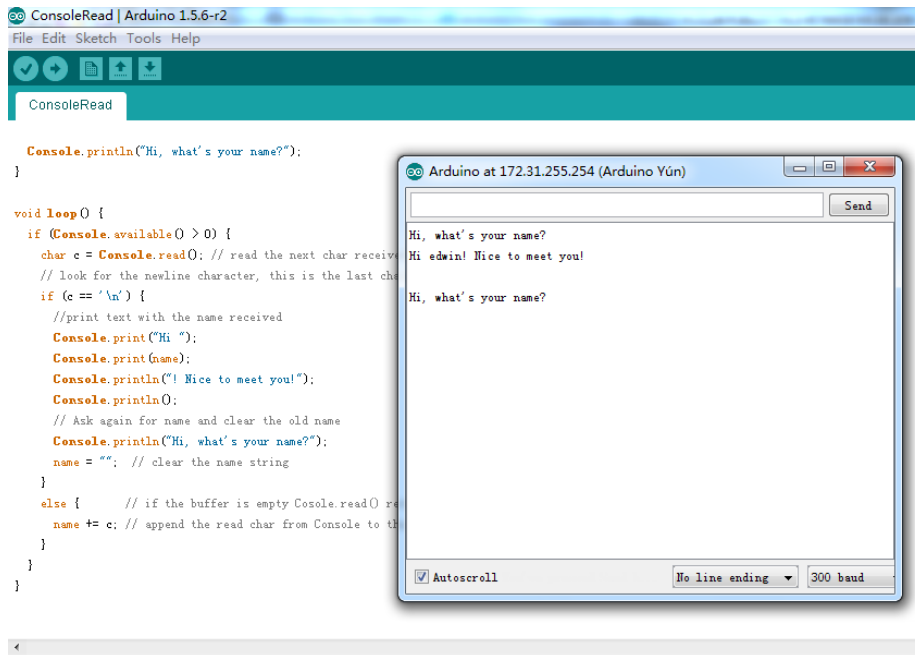 ConsoleRead | Arduino 1.5.6-r2
File Edit Sketch Tools Help
ConsoleRead
Console.println("Hi, what's your name?");
}
void loop() {
if (Console.available() > 0) {
char c = Console.read(); // read the next char receive
// look for the newline character, this is the last cha
if (c == '\n') {
//print text with the name received
Console.print("Hi ");
Console.print(name);
Console.println("! Nice to meet you!");
Console.println();
// Ask again for name and clear the old name
Console.println("Hi, what's your name?");
name = ""; // clear the name string
}
else { // if the buffer is empty Cosole.read() re
name += c; // append the read char from Console to th
}
}
}
Arduino at 172.31.255.254 (Arduino Yún)
Send
Hi, what's your name?
Hi edwin! Nice to meet you!
Hi, what's your name?
Autoscroll
No line ending
300 baud